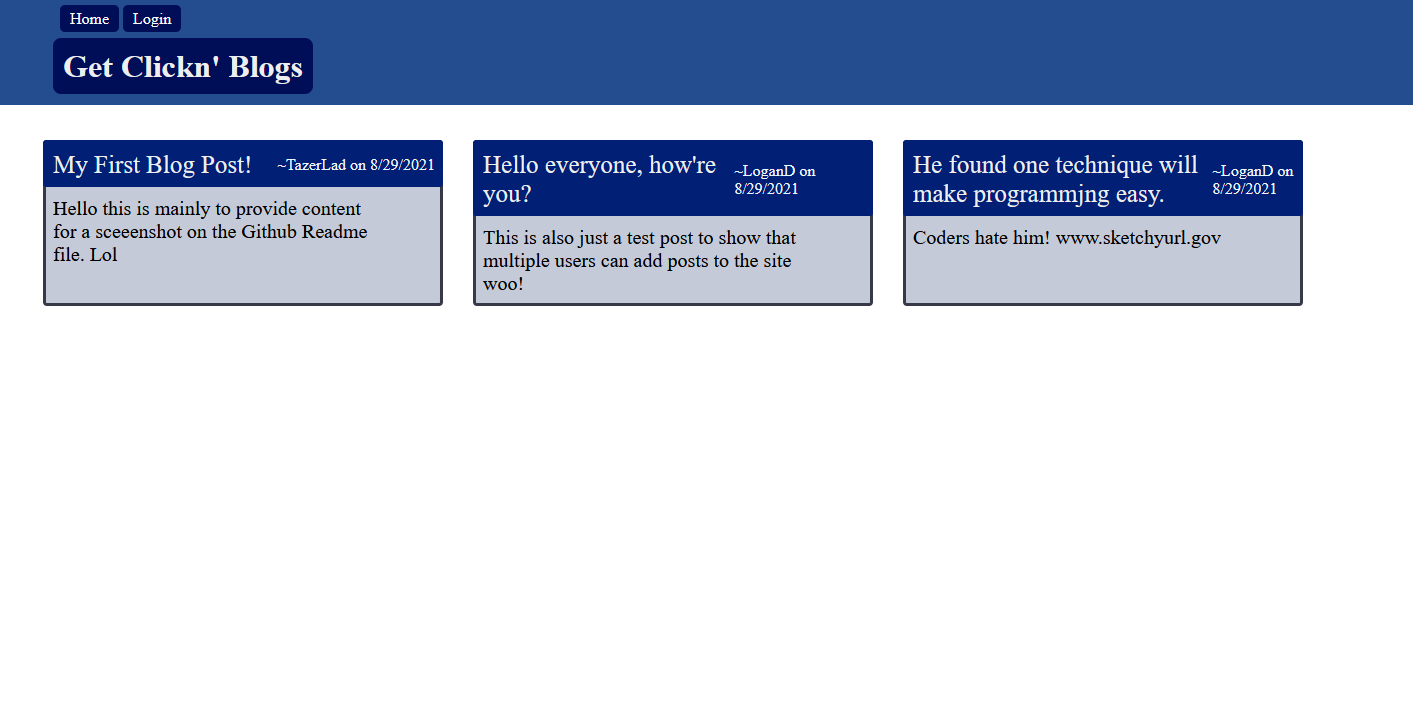 Home Login
Get Clickn' Blogs
My First Blog Post!
~TazerLad on 8/29/2021
Hello this is mainly to provide content
for a sceeenshot on the Github Readme
file. Lol
Hello everyone, how're
you?
~LoganD on
8/29/2021
This is also just a test post to show that
multiple users can add posts to the site
woo!
He found one technique will
make programmjng easy.
~LoganD on
8/29/2021
Coders hate him! www.sketchyurl.gov